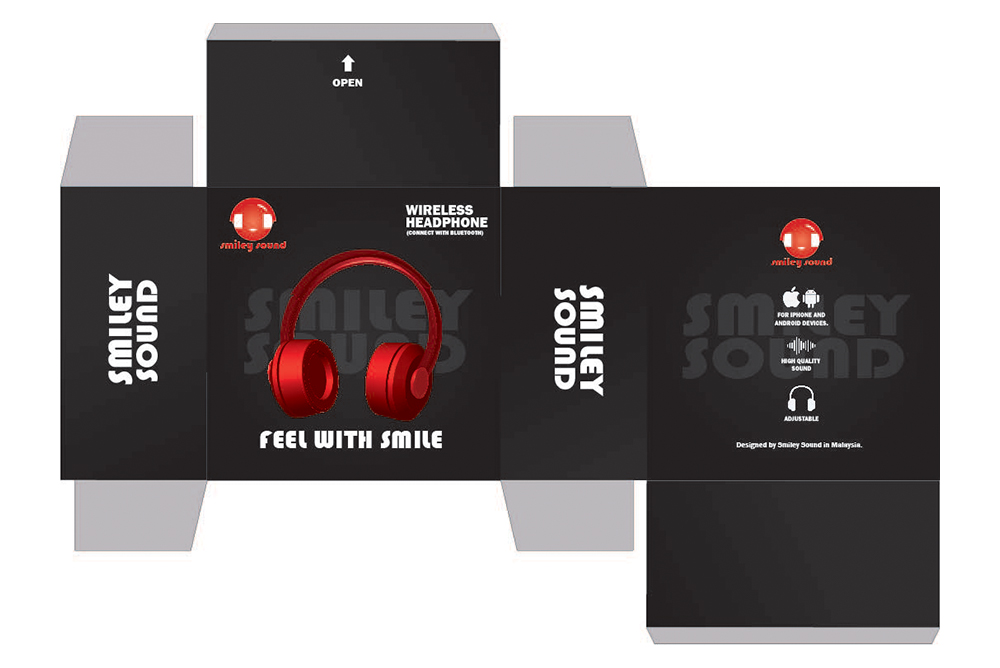 OPEN
SMILEY
SOUND
smiley sound
WIRELESS
HEADPHONE
(CONNECT WITH BLUETOOTH)
SMILEY
SOUND
FEEL WITH SMILE
SMILEY
SOUND
smiley sound
SMILEY
SOUND
FOR IPHONE AND
ANDROID DEVICES.
HIGH QUALITY
SOUND
ADJUSTABLE
Designed by Smiley Sound in Malaysia.